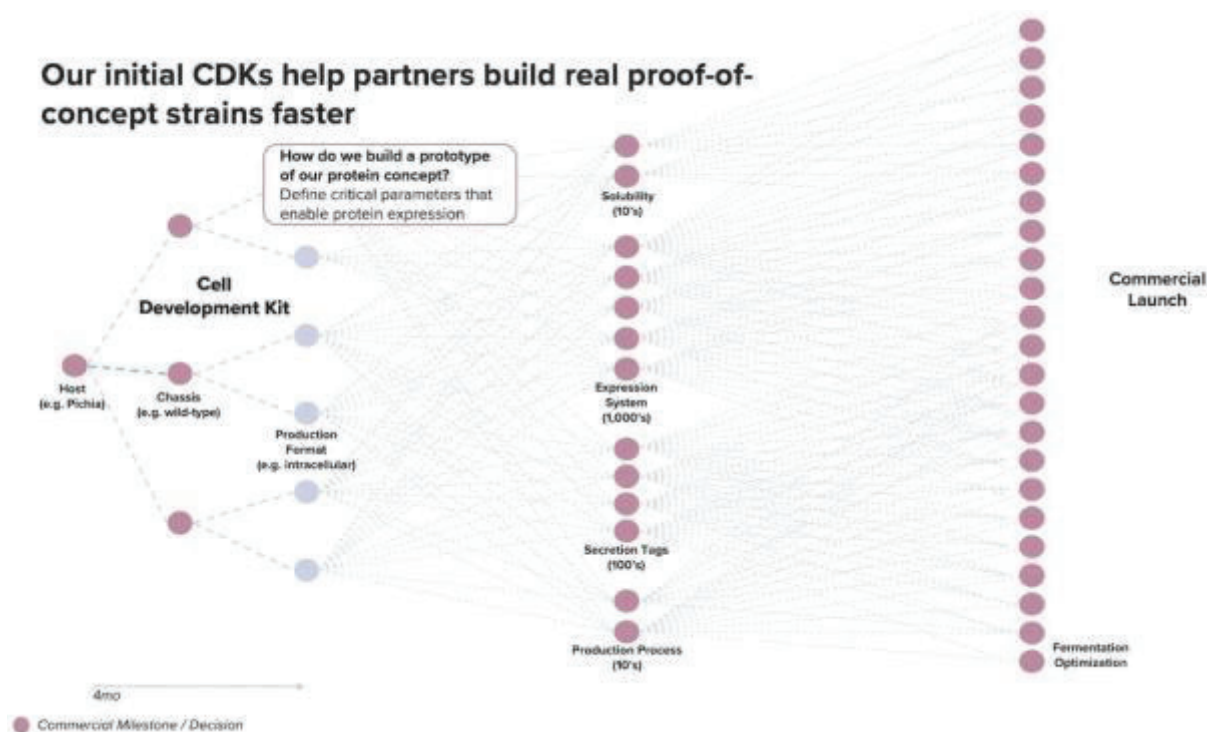 Our initial CDKs help partners build real proof-of-
concept strains faster
How do we build a prototype
of our protein concept?
Define critical parameters that
enable protein expression
Cell
Development Kit
Host
(e.g. Pichia)
Chassis
(e.g. wild-type)
Production
Format
(e.g. intracellular)
Solubility
(10's)
Expression
System
(1,000's)
Secretion Tags
(100's)
Production Process
(10's)
Commercial
Launch
Fermentation
Optimization
4mo
Commercial Milestone / Decision